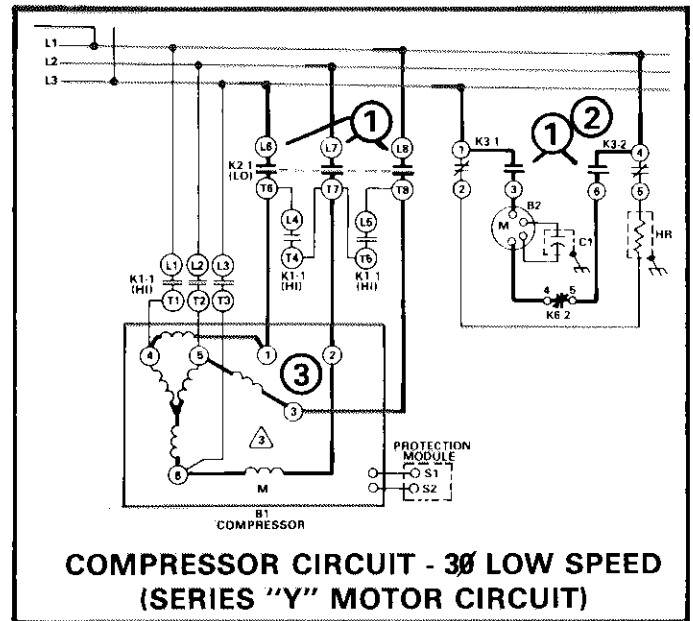 L1
L2
L3
1
L6 L7 L8
K2 1
(LO)
T6 T7 T8
L4 L5
T4 T5
K1 1
(HI)
K1 1
(HI)
L1 L2 L3
K1-1
(HI)
T1 T2 T3
1 2
K3 1
K3-2
4
2 3 6 5
B2
M
C1
HR
4 5
K6 2
4 5 1 2
3
3
3
6
M
PROTECTION
MODULE
S1
S2
B1
COMPRESSOR
COMPRESSOR CIRCUIT - 3Ø LOW SPEED
(SERIES "Y" MOTOR CIRCUIT)